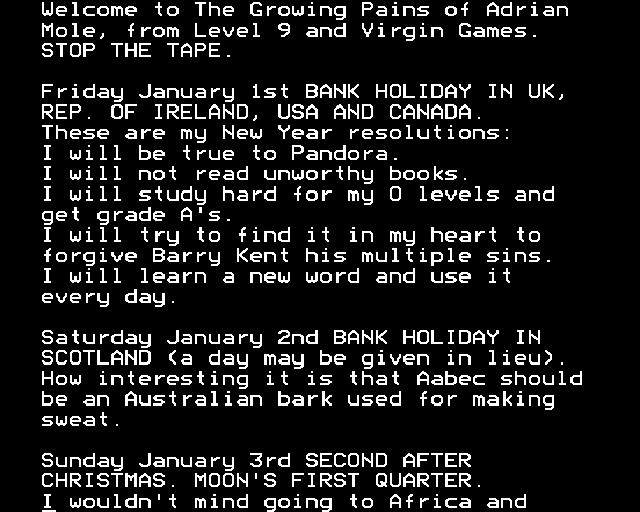 Welcome to The Growing Pains of Adrian
Mole, from Level 9 and Virgin Games.
STOP THE TAPE.
Friday January 1st BANK HOLIDAY IN UK,
REP. OF IRELAND, USA AND CANADA.
These are my New Year resolutions:
I will be true to Pandora.
I will not read unworthy books.
I will study hard for my O levels and
get grade A's.
I will try to find it in my heart to
forgive Barry Kent his multiple sins.
I will learn a new word and use it
every day.
Saturday January 2nd BANK HOLIDAY IN
SCOTLAND (a day may be given in lieu).
How interesting it is that Aabec should
be an Australian bark used for making
sweat.
Sunday January 3rd SECOND AFTER
CHRISTMAS. MOON'S FIRST QUARTER.
I wouldn't mind going to Africa and